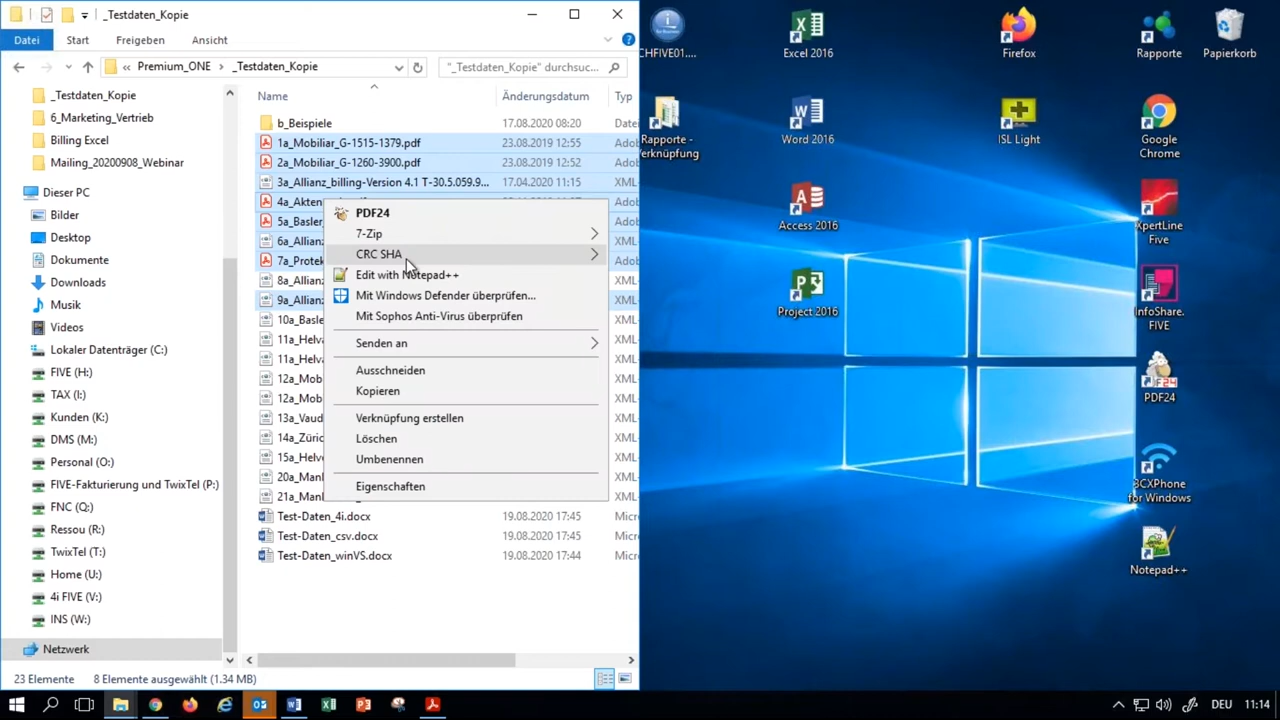 _Testdaten_Kopie
Datei
Start
Freigeben
Ansicht
Premium_ONE
_Testdaten_Kopie
"_Testdaten_Kopie" durchsuc...
_Testdaten_Kopie
6_Marketing_Vertrieb
Billing Excel
Mailing_20200908_Webinar
Dieser PC
Bilder
Desktop
Dokumente
Downloads
Musik
Videos
Lokaler Datenträger (C:)
FIVE (H:)
TAX (I:)
Kunden (K:)
DMS (M:)
Personal (O:)
FIVE-Fakturierung und TwixTel (P:)
FNC (Q:)
Ressou (R:)
TwixTel (T:)
Home (U:)
4i FIVE (V:)
INS (W:)
Netzwerk
Name
Änderungsdatum
Typ
b_Beispiele
17.08.2020 08:20
Datei
1a_Mobiliar_G-1515-1379.pdf
23.08.2019 12:55
Adob
2a_Mobiliar_G-1260-3900.pdf
23.08.2019 12:52
Adob
3a_Allianz_billing-Version 4.1 T-30.5.059.9...
17.04.2020 11:15
XML-
4a_Akten
Adob
5a_Basler
Adob
6a_Allianz
XML-
7a_Protek
Adob
8a_Allianz
XML-
9a_Allianz
XML-
10a_Basle
XML-
11a_Helva
XML-
11a_Helva
XML-
12a_Mob
XML-
12a_Mob
XML-
13a_Vaud
XML-
14a_Züric
XML-
15a_Helve
XML-
20a_Manl
XML-
21a_Manl
XML-
Test-Daten_4i.docx
19.08.2020 17:45
Micro
Test-Daten_csv.docx
19.08.2020 17:45
Micro
Test-Daten_winVS.docx
19.08.2020 17:44
Micro
PDF24
7-Zip
CRC SHA
Edit with Notepad++
Mit Windows Defender überprüfen...
Mit Sophos Anti-Virus überprüfen
Senden an
Ausschneiden
Kopieren
Verknüpfung erstellen
Löschen
Umbenennen
Eigenschaften
23 Elemente
8 Elemente ausgewählt (1.34 MB)
CHFIVE01....
Excel 2016
Firefox
Rapporte
Papierkorb
Rapporte -
erknüpfung
Word 2016
ISL Light
Google
Chrome
Access 2016
XpertLine
Five
Project 2016
InfoShare.
FIVE
PDF24
3CXPhone
for Windows
Notepad++
DEU
11:14